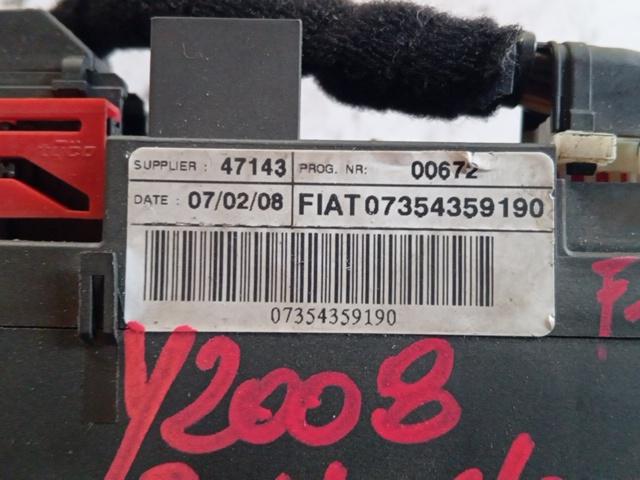 SUPPLIER : 47143 PROG. NR: 00672
DATE : 07/02/08 FIAT 07354359190
07354359190
Y2008